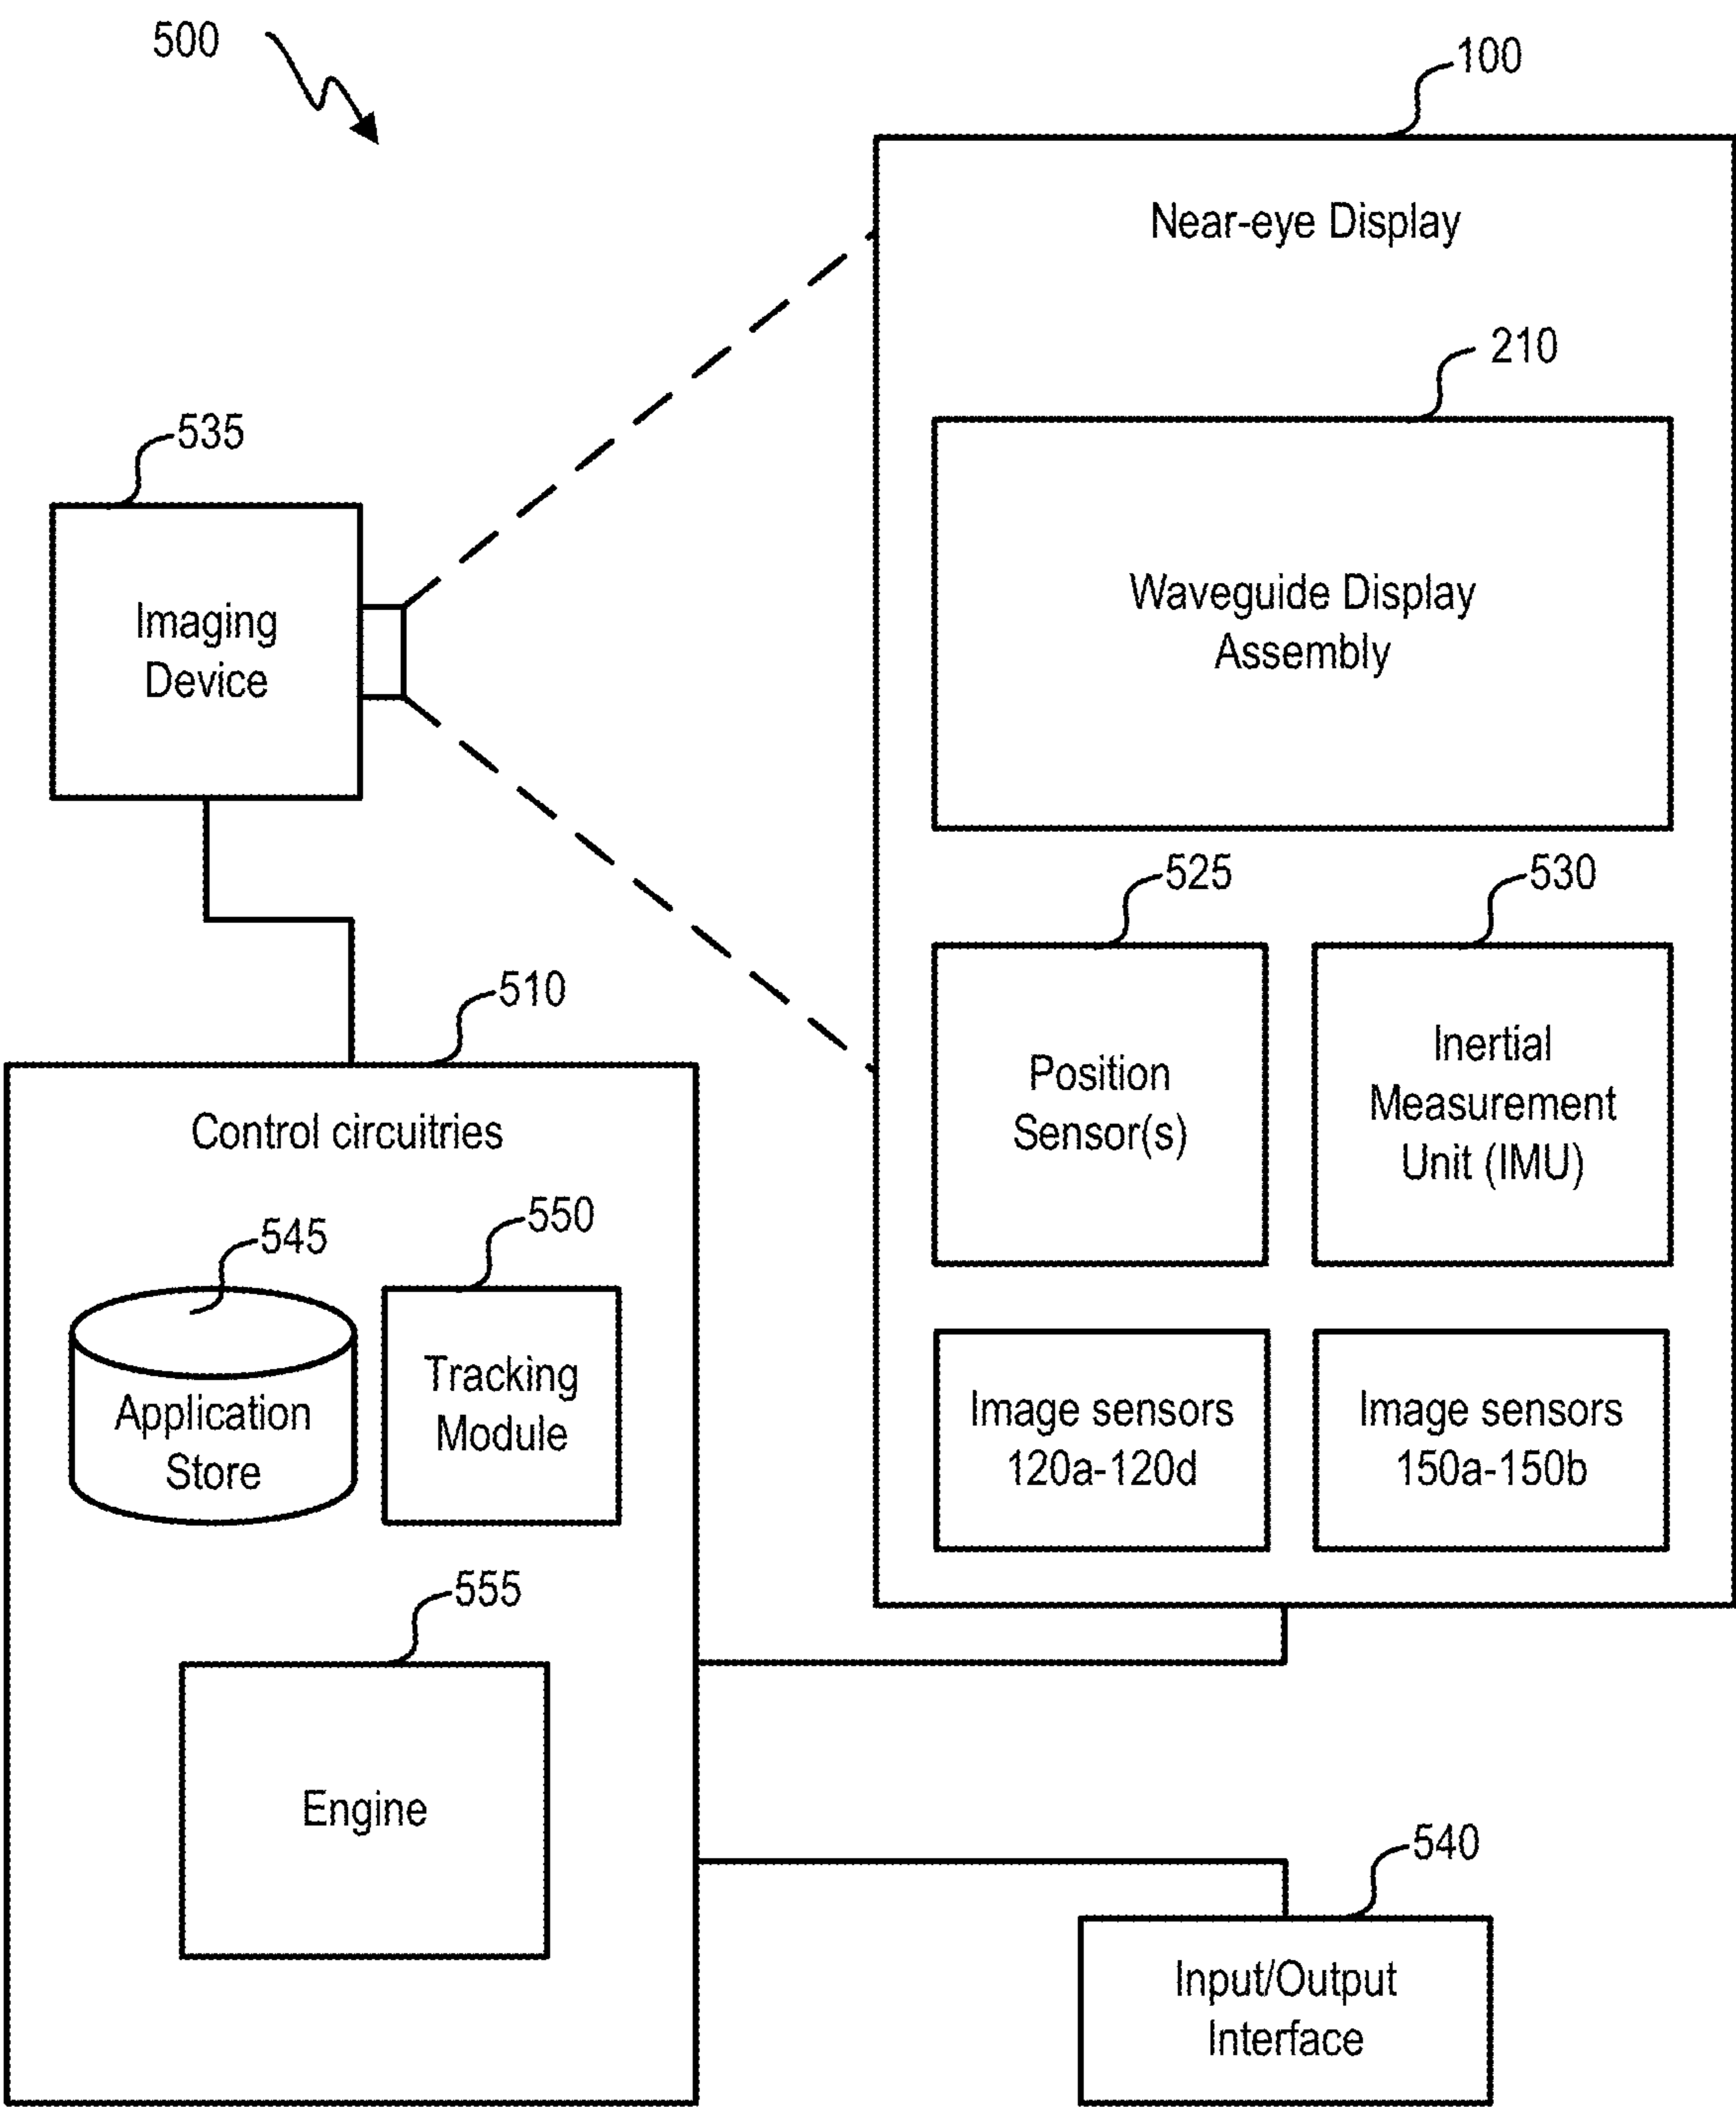 500
100
Near-eye Display
210
Waveguide Display
Assembly
535
Imaging
Device
525
530
Position
Sensor(s)
Inertial
Measurement
Unit (IMU)
Image sensors
120a-120d
Image sensors
150a-150b
510
Control circuitries
545
550
Application
Store
Tracking
Module
555
Engine
540
Input/Output
Interface